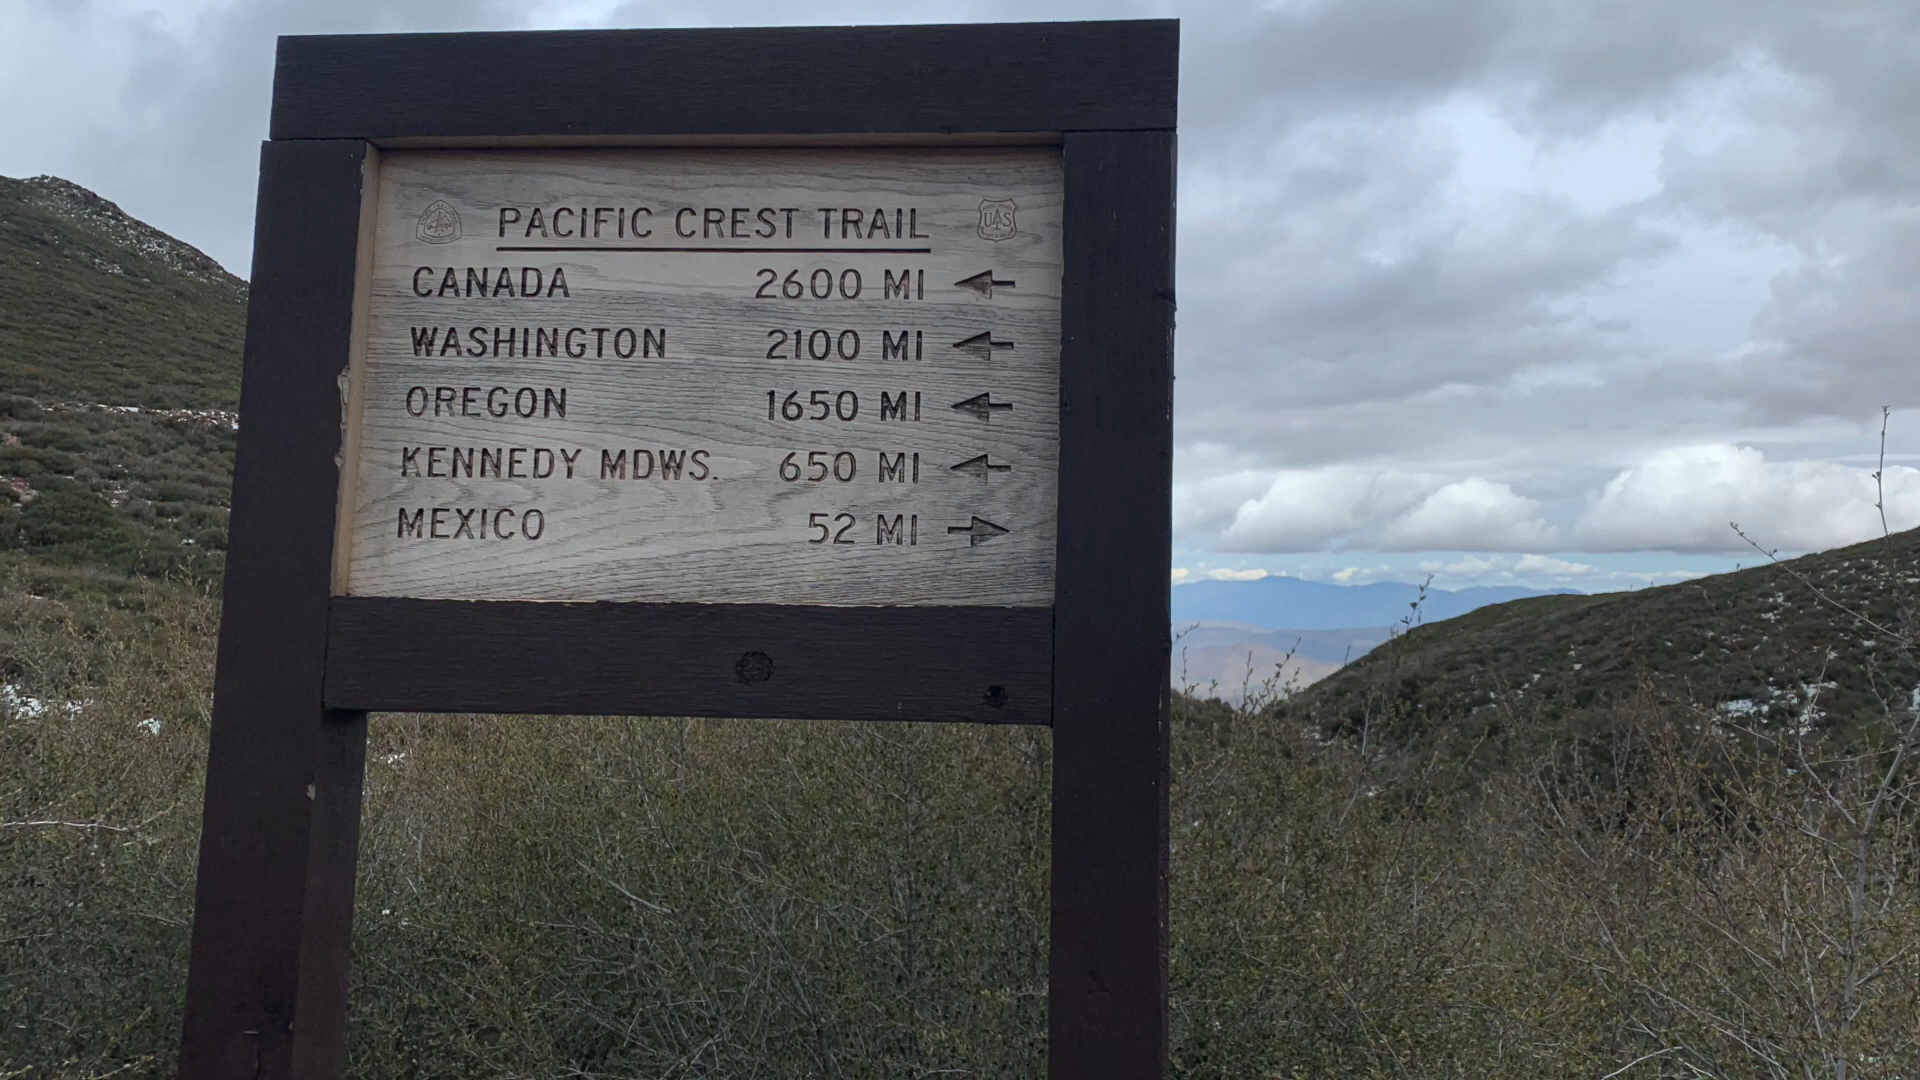 PACIFIC CREST TRAIL
UAS
CANADA 2600 MI
WASHINGTON 2100 MI
OREGON 1650 MI
KENNEDY MDWS. 650 MI
MEXICO 52 MI